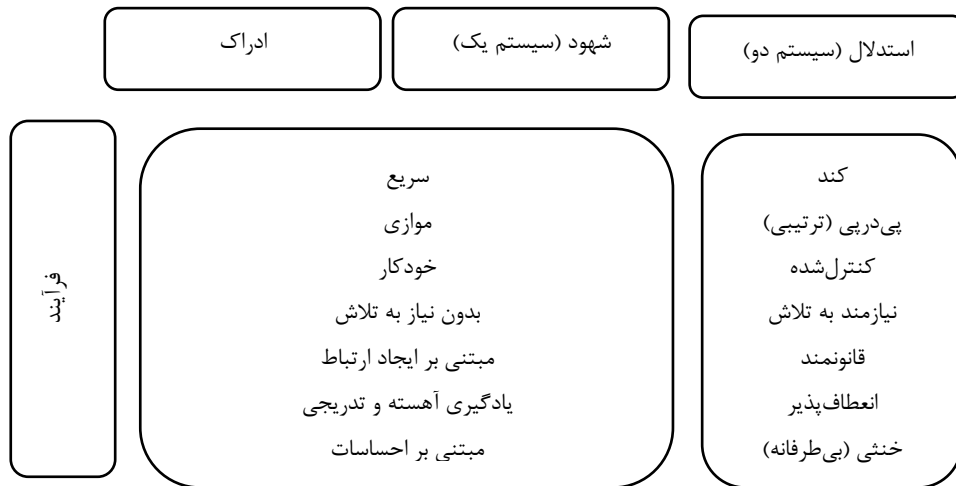 استدلال (سیستم دو)
شهود (سیستم یک)
ادراک
کند
پی‌درپی (ترتیبی)
کنترل‌شده
نیازمند به تلاش
قانونمند
انعطاف‌پذیر
خنثی (بی‌طرفانه)
سریع
موازی
خودکار
بدون نیاز به تلاش
مبتنی بر ایجاد ارتباط
یادگیری آهسته و تدریجی
مبتنی بر احساسات
فرآیند